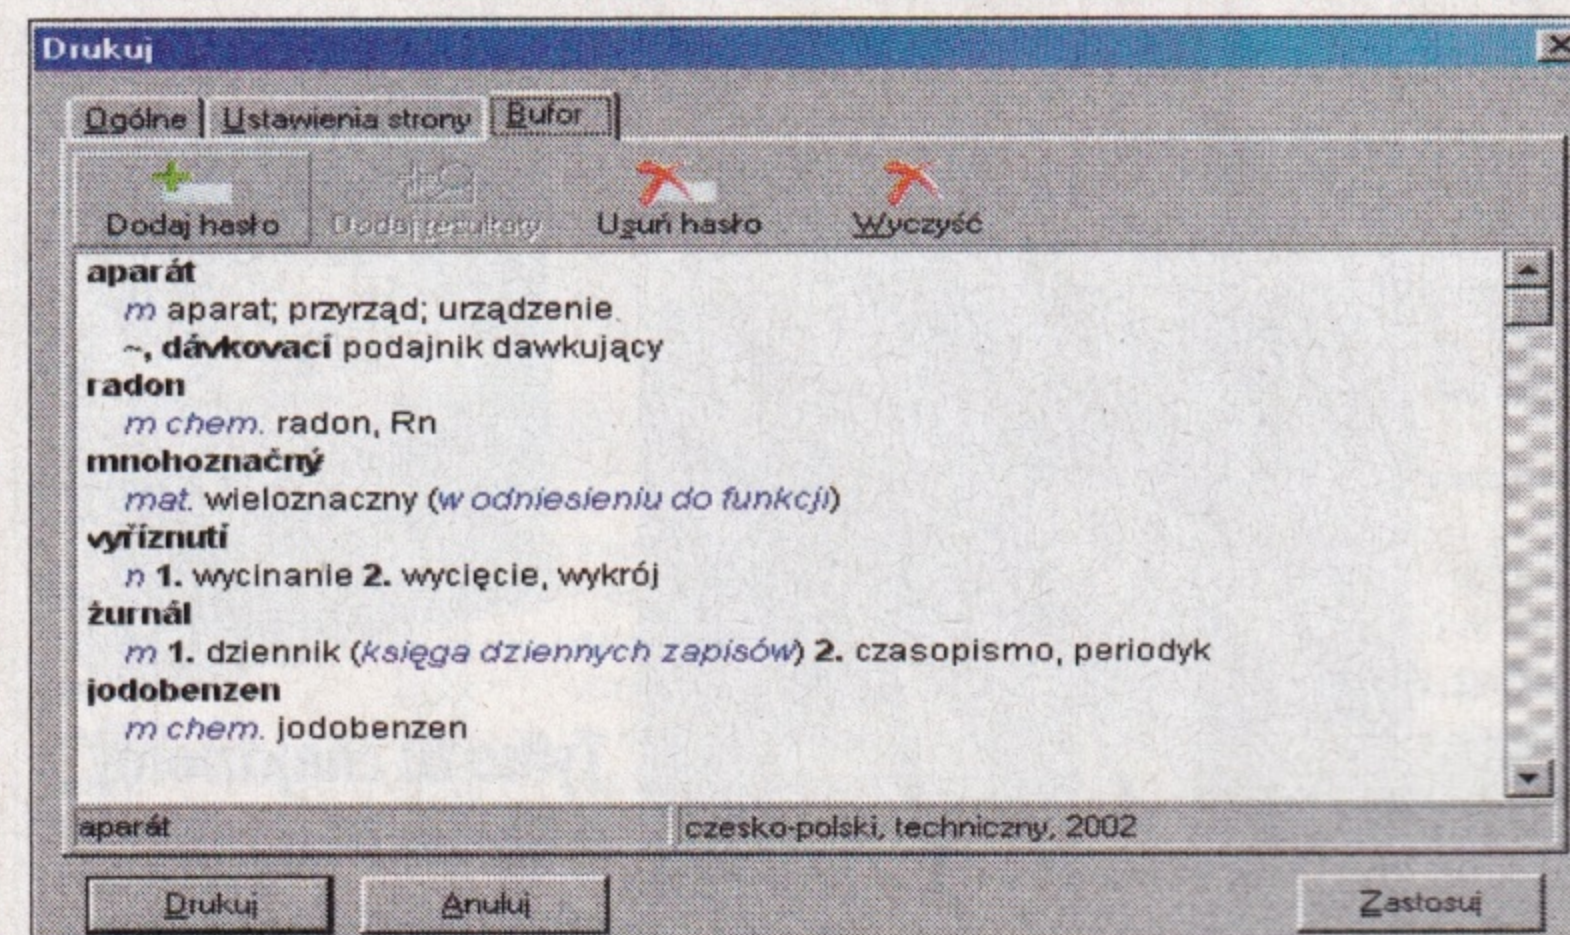 Drukuj
Ogólne Ustawienia strony Bufor
Dodaj hasło Dodaj rezultaty Usuń hasło Wyczyść
aparát
m aparat; przyrząd; urządzenie
~, dávkovací podajnik dawkujący
radon
m chem. radon, Rn
mnohoznačný
mat. wieloznaczny (w odniesieniu do funkcji)
vyříznutí
n 1. wycinanie 2. wycięcie, wykrój
žurnál
m 1. dziennik (księga dziennych zapisów) 2. czasopismo, periodyk
jodobenzen
m chem. jodobenzen
aparát czesko-polski, techniczny, 2002
Drukuj Anuluj Zastosuj